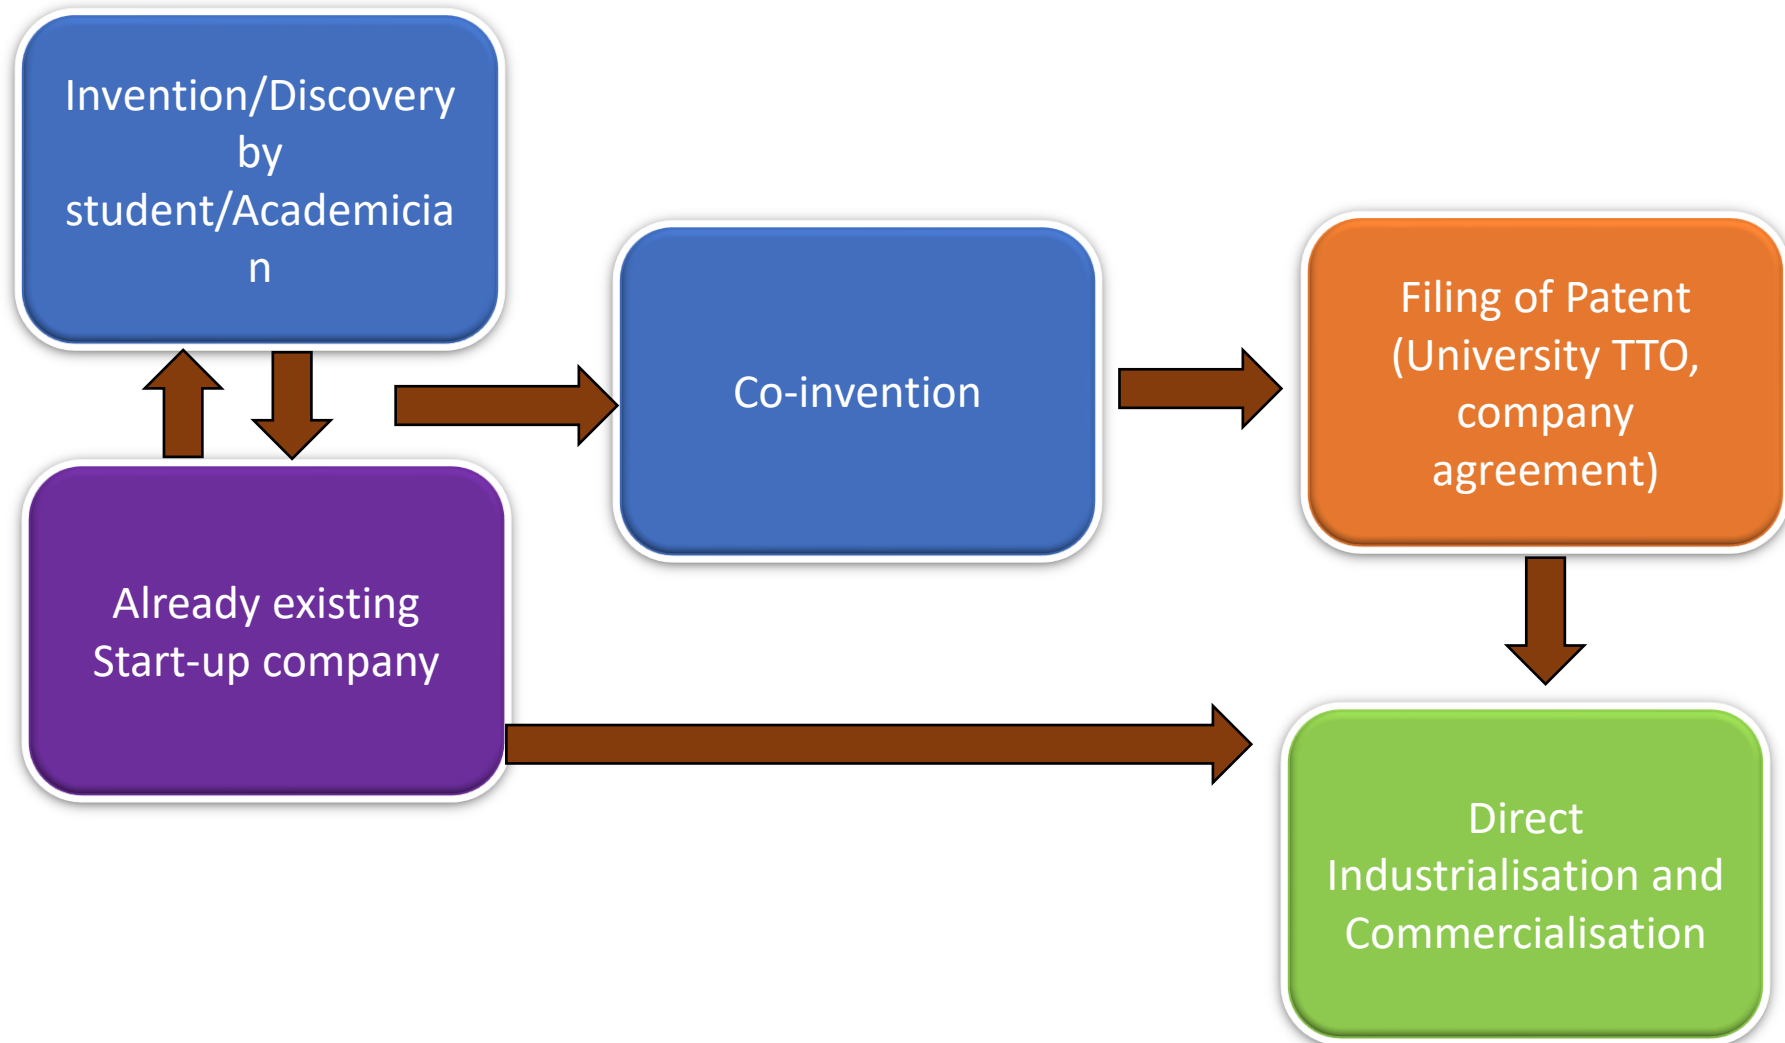 Invention/Discovery
by
student/Academicia
n
Already existing
Start-up company
Co-invention
Filing of Patent
(University TTO,
company
agreement)
Direct
Industrialisation and
Commercialisation